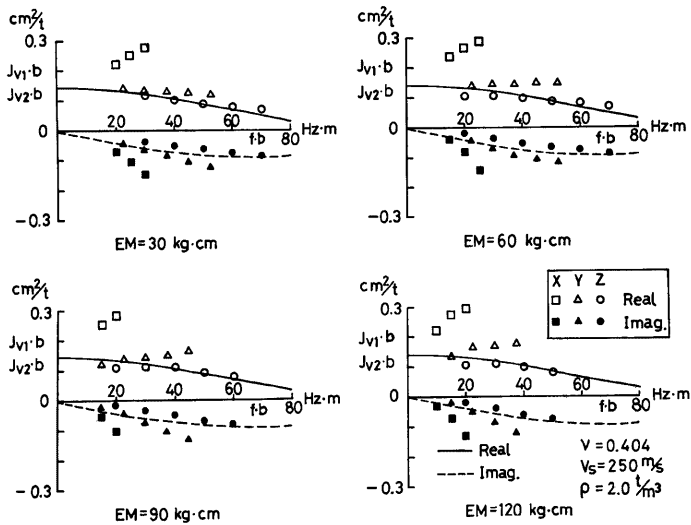 cm²/t
0.3
Jv1·b
Jv2·b
0
20 40 60 80 Hz·m
f·b
−0.3
EM=30 kg·cm
cm²/t
0.3
Jv1·b
Jv2·b
0
20 40 60 80 Hz·m
f·b
−0.3
EM=60 kg·cm
cm²/t
0.3
Jv1·b
Jv2·b
0
20 40 60 80 Hz·m
f·b
−0.3
EM=90 kg·cm
X Y Z
Real
Imag.
cm²/t
0.3
Jv1·b
Jv2·b
0
20 40 60 80 Hz·m
f·b
Real
Imag.
ν=0.404
Vs=250 m/s
ρ=2.0 t/m³
−0.3
EM=120 kg·cm